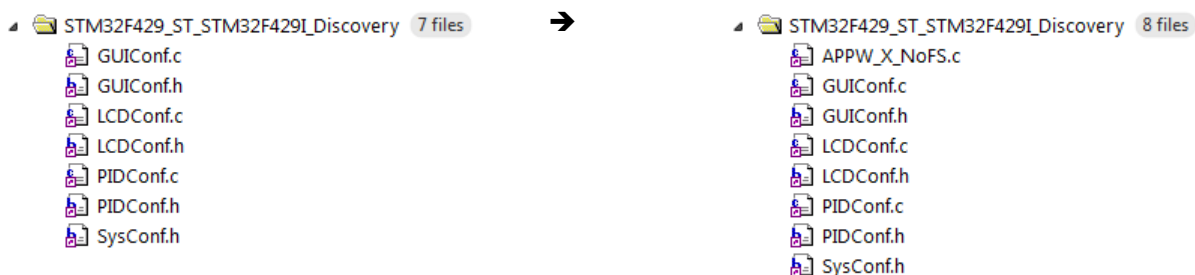 STM32F429_ST_STM32F429I_Discovery 7 files
GUIConf.c
GUIConf.h
LCDConf.c
LCDConf.h
PIDConf.c
PIDConf.h
SysConf.h
STM32F429_ST_STM32F429I_Discovery 8 files
APPW_X_NoFS.c
GUIConf.c
GUIConf.h
LCDConf.c
LCDConf.h
PIDConf.c
PIDConf.h
SysConf.h